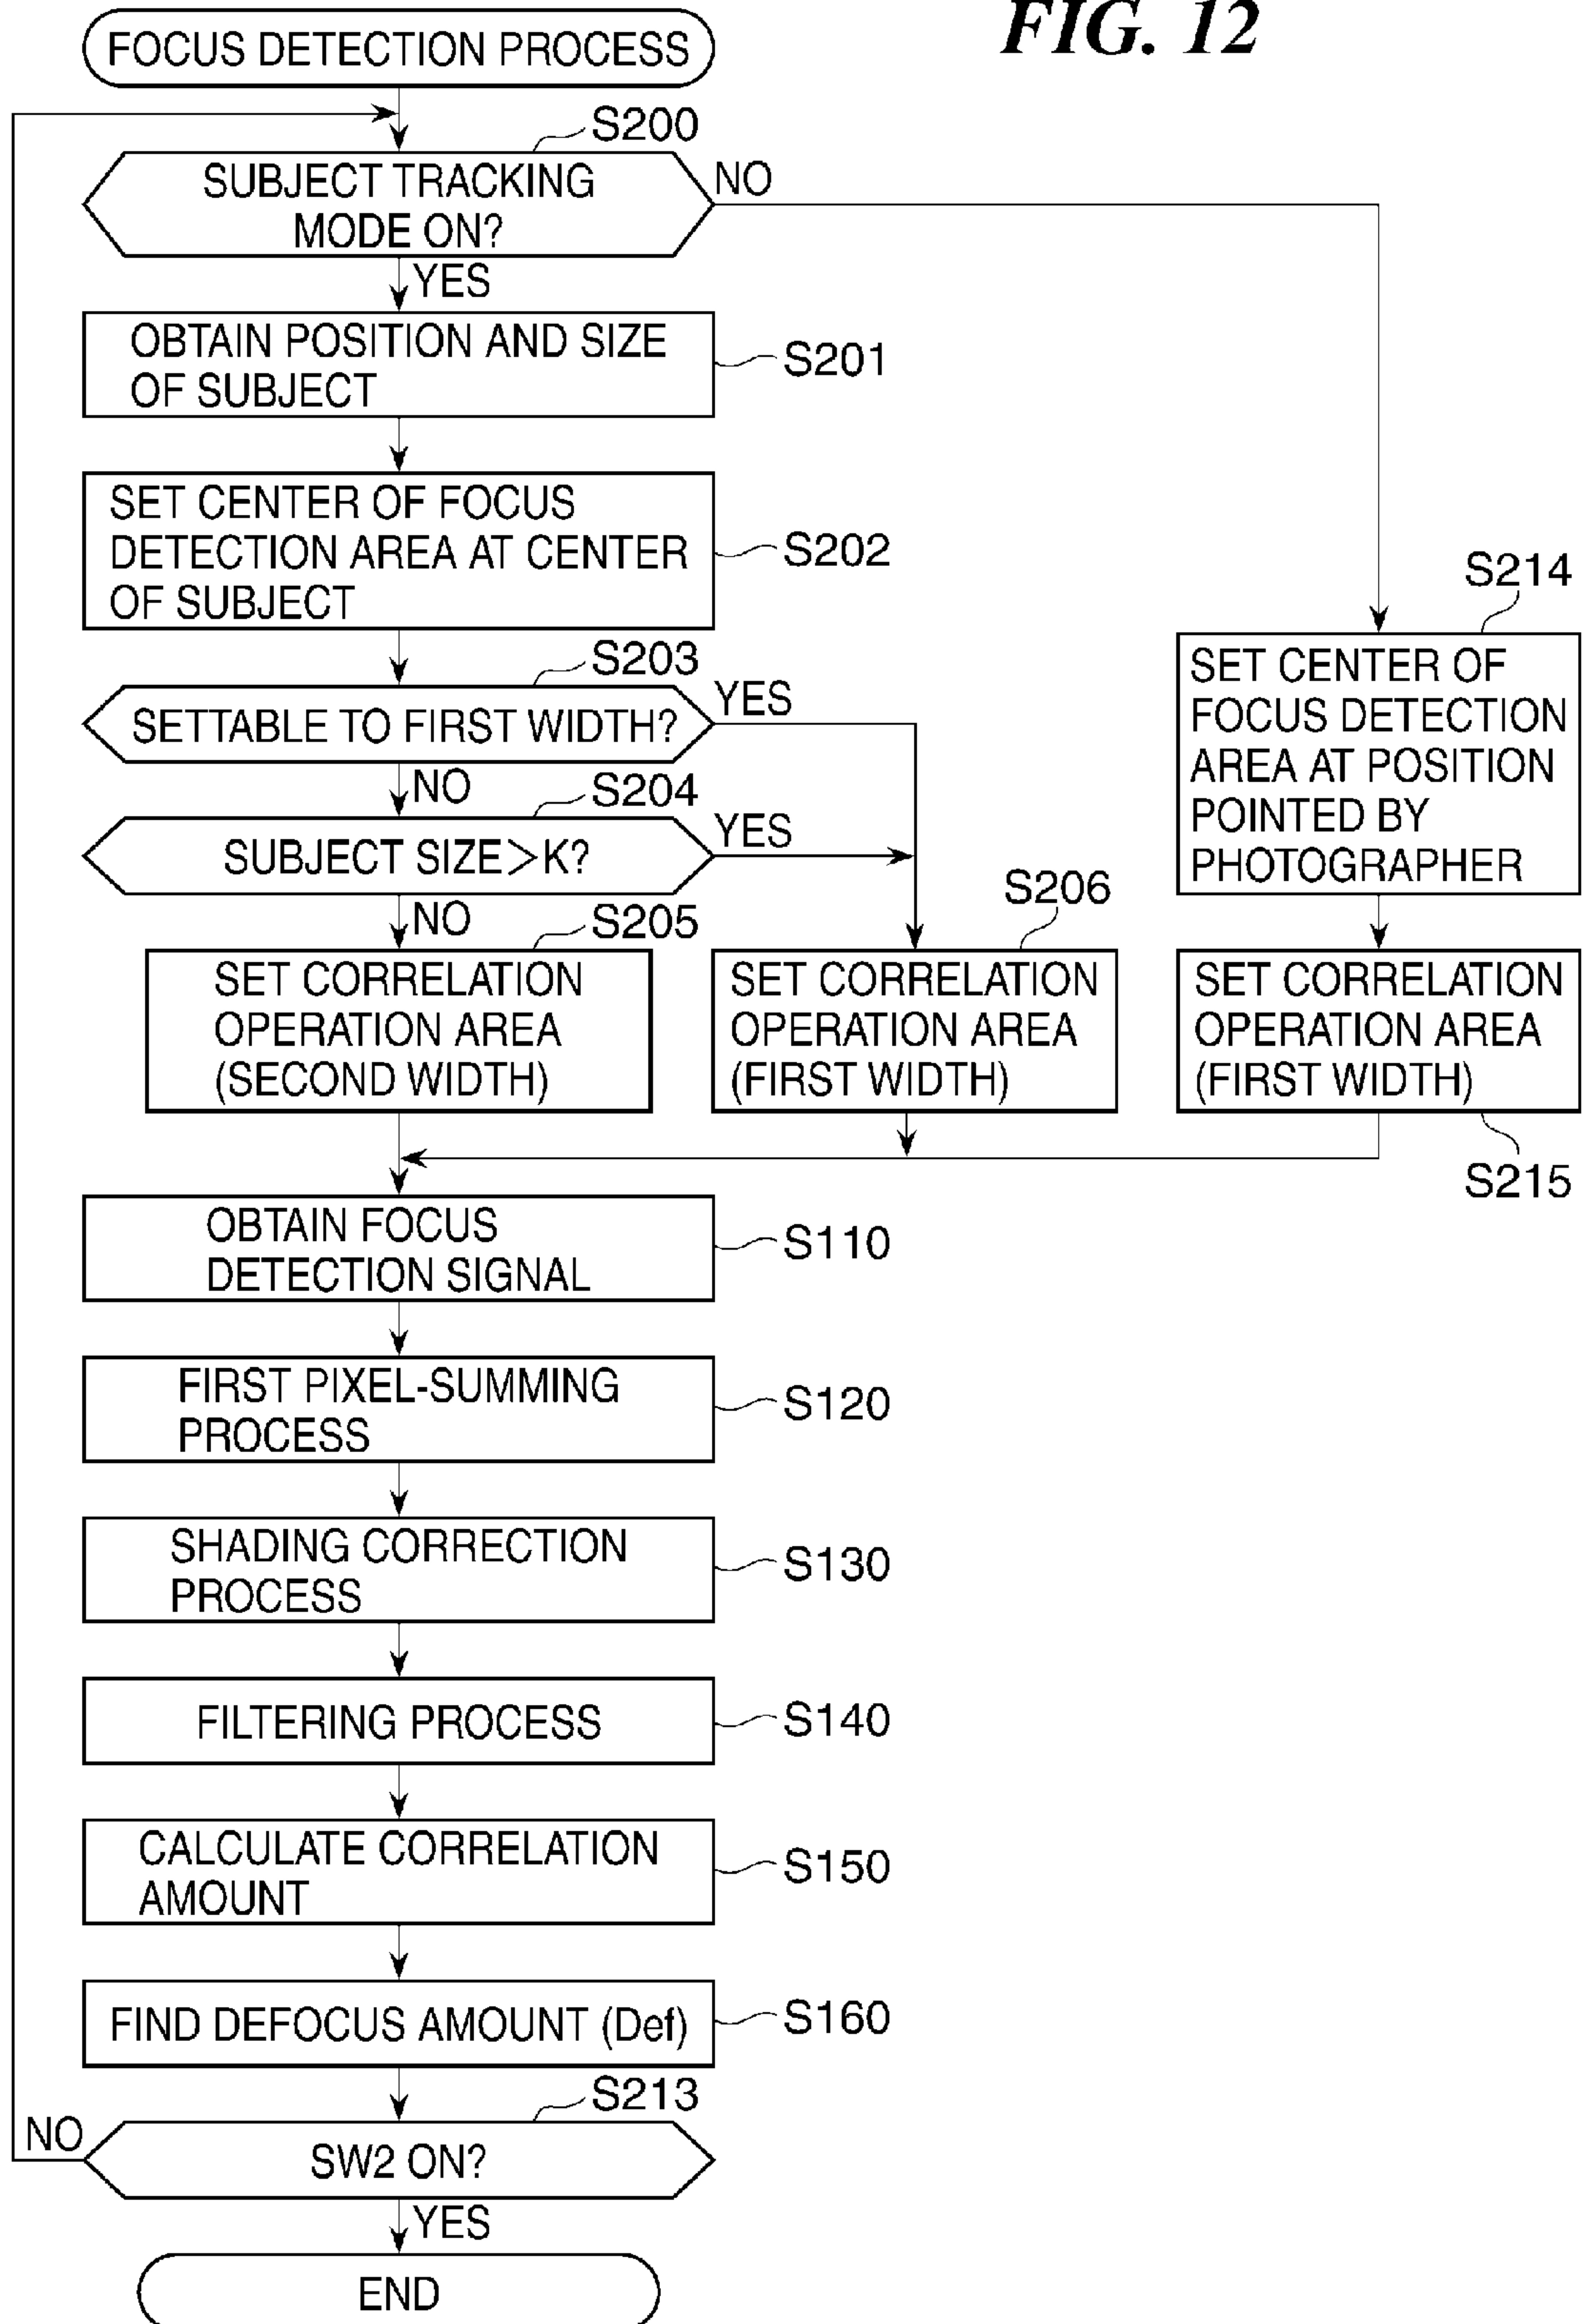 FIG. 12
FOCUS DETECTION PROCESS
S200
SUBJECT TRACKING
MODE ON?
NO
YES
OBTAIN POSITION AND SIZE
OF SUBJECT
S201
SET CENTER OF FOCUS
DETECTION AREA AT CENTER
OF SUBJECT
S202
S203
SETTABLE TO FIRST WIDTH?
YES
NO
S204
SUBJECT SIZE>K?
YES
NO
S205
SET CORRELATION
OPERATION AREA
(SECOND WIDTH)
S206
SET CORRELATION
OPERATION AREA
(FIRST WIDTH)
S214
SET CENTER OF
FOCUS DETECTION
AREA AT POSITION
POINTED BY
PHOTOGRAPHER
SET CORRELATION
OPERATION AREA
(FIRST WIDTH)
S215
OBTAIN FOCUS
DETECTION SIGNAL
S110
FIRST PIXEL-SUMMING
PROCESS
S120
SHADING CORRECTION
PROCESS
S130
FILTERING PROCESS
S140
CALCULATE CORRELATION
AMOUNT
S150
FIND DEFOCUS AMOUNT (Def)
S160
S213
NO
SW2 ON?
YES
END